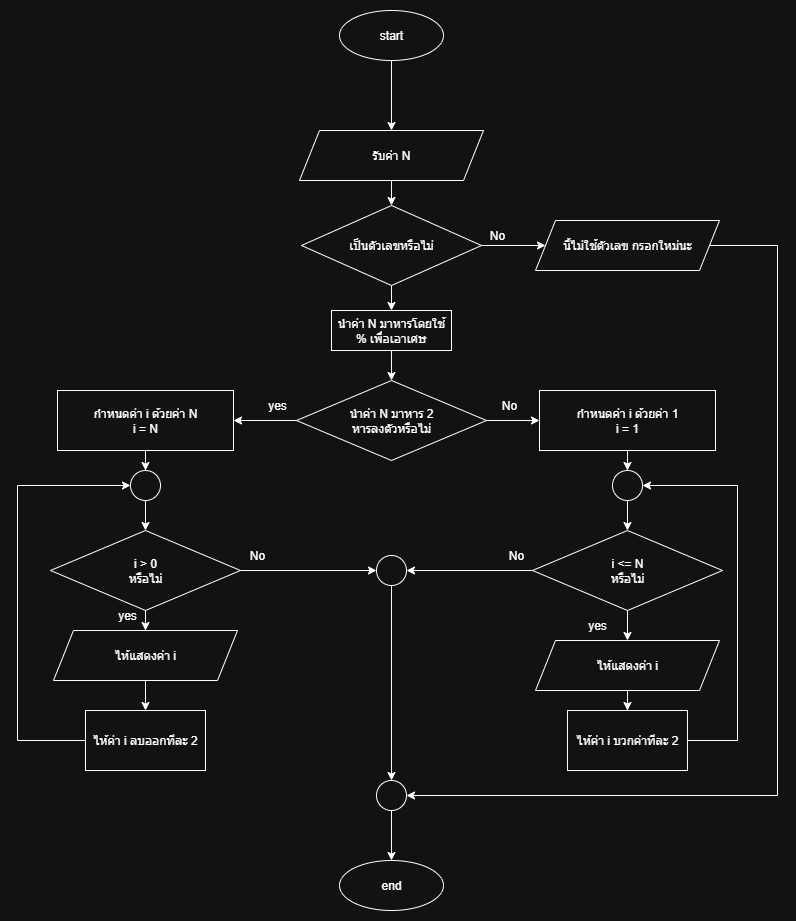 start
รับค่า N
เป็นตัวเลขหรือไม่
No
นี้ไม่ใช้ตัวเลข กรอกใหม่นะ
นำค่า N มาหารโดยใช้
% เพื่อเอาเศษ
กำหนดค่า i ด้วยค่า N
i = N
yes
นำค่า N มาหาร 2
หารลงตัวหรือไม่
No
กำหนดค่า i ด้วยค่า 1
i = 1
i > 0
หรือไม่
No
No
i <= N
หรือไม่
yes
yes
ให้แสดงค่า i
ให้แสดงค่า i
ให้ค่า i ลบออกทีละ 2
ให้ค่า i บวกค่าทีละ 2
end